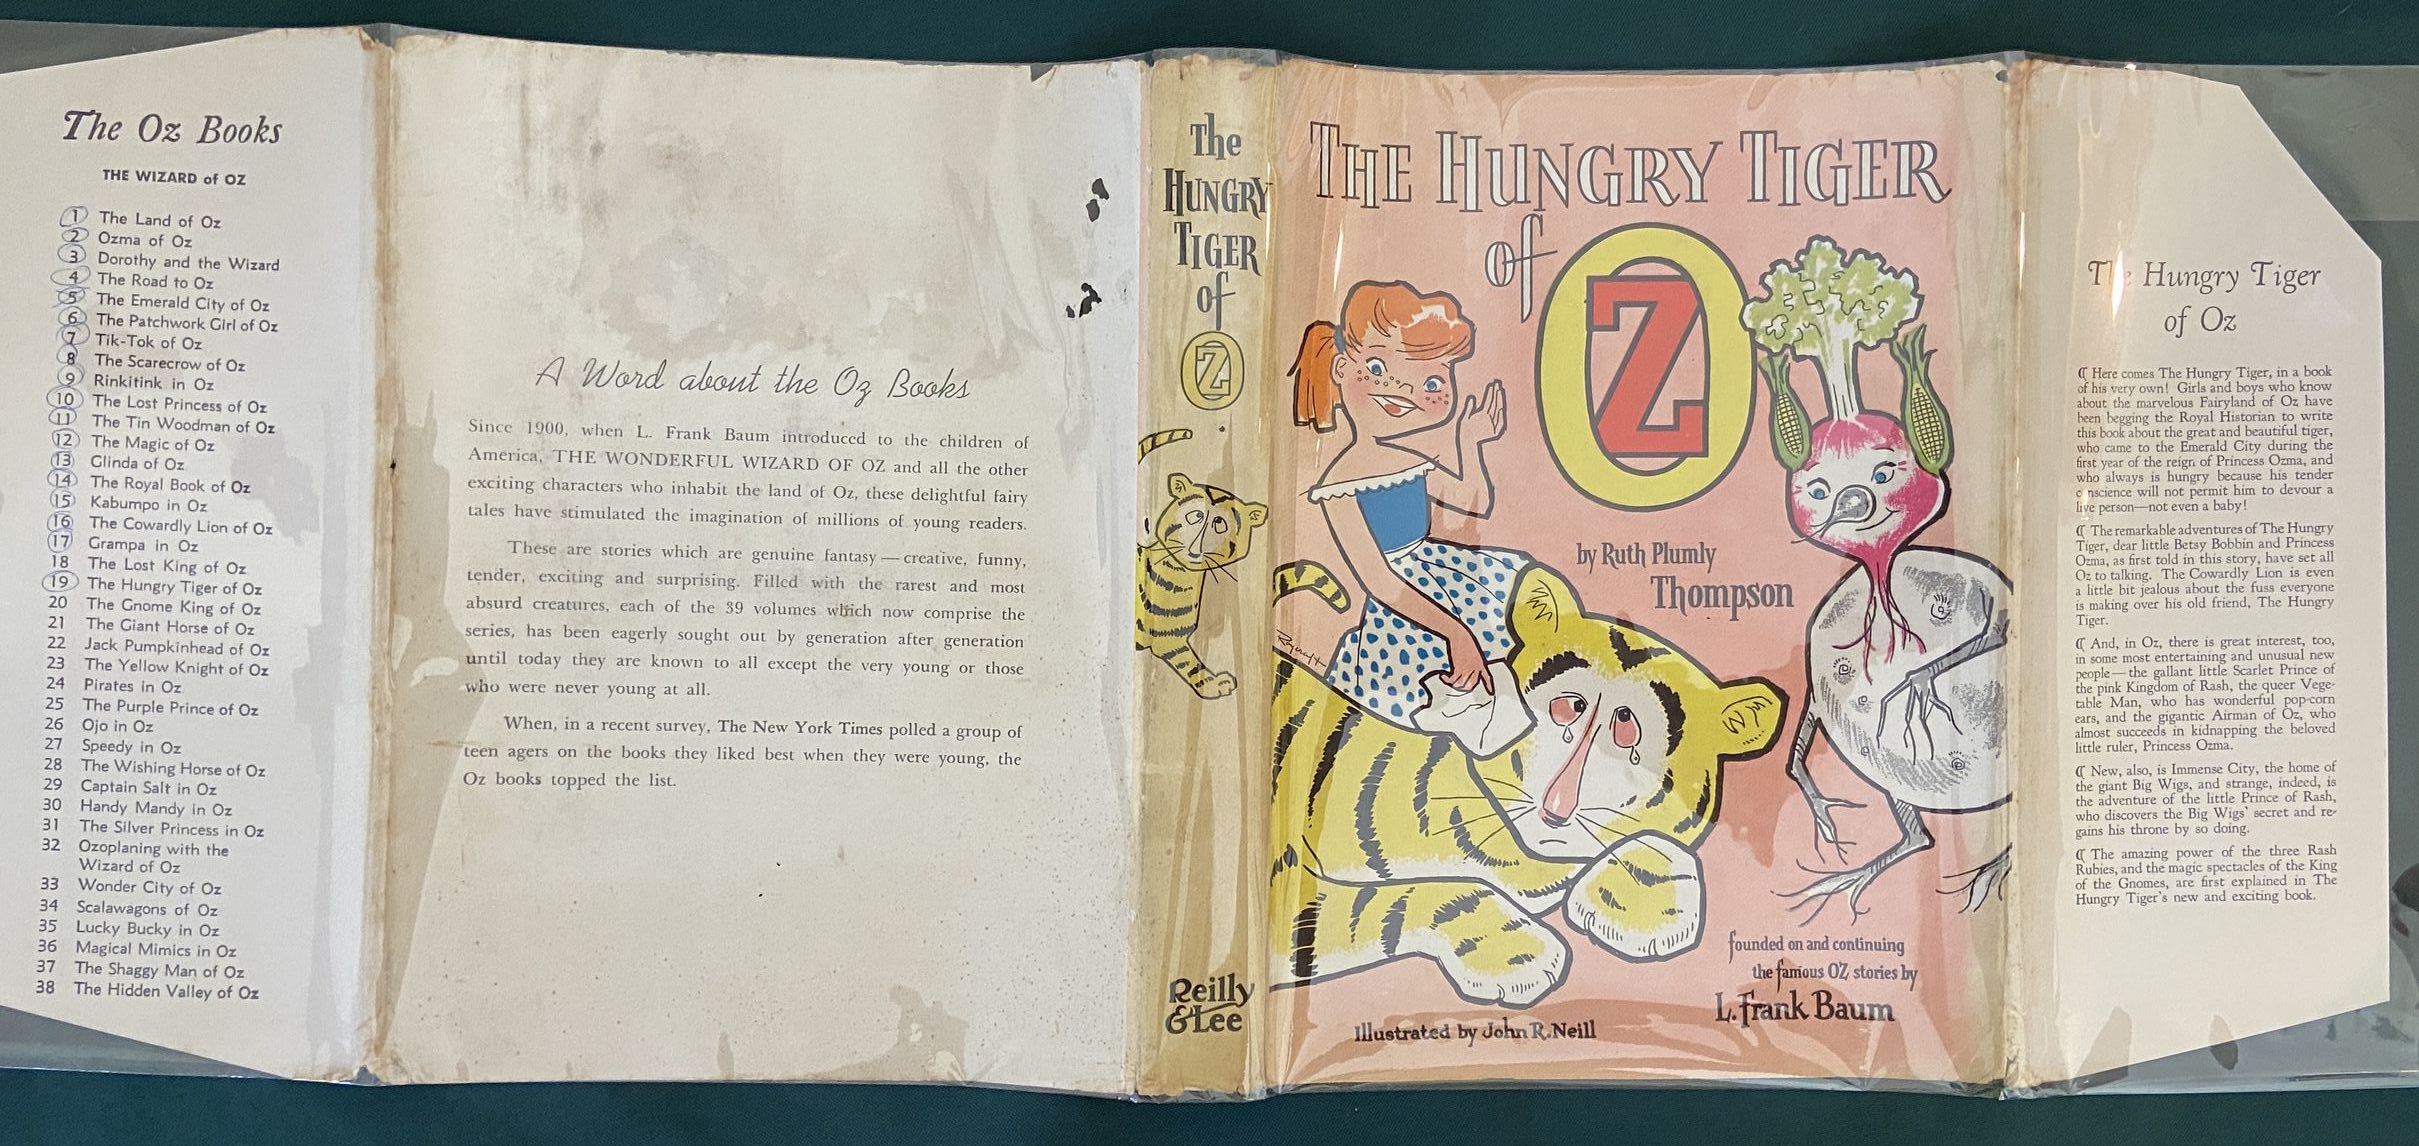 The Oz Books
THE WIZARD of OZ
1 The Land of Oz
2 Ozma of Oz
3 Dorothy and the Wizard
4 The Road to Oz
5 The Emerald City of Oz
6 The Patchwork Girl of Oz
7 Tik-Tok of Oz
8 The Scarecrow of Oz
9 Rinkitink in Oz
10 The Lost Princess of Oz
11 The Tin Woodman of Oz
12 The Magic of Oz
13 Glinda of Oz
14 The Royal Book of Oz
15 Kabumpo in Oz
16 The Cowardly Lion of Oz
17 Grampa in Oz
18 The Lost King of Oz
19 The Hungry Tiger of Oz
20 The Gnome King of Oz
21 The Giant Horse of Oz
22 Jack Pumpkinhead of Oz
23 The Yellow Knight of Oz
24 Pirates in Oz
25 The Purple Prince of Oz
26 Ojo in Oz
27 Speedy in Oz
28 The Wishing Horse of Oz
29 Captain Salt in Oz
30 Handy Mandy in Oz
31 The Silver Princess in Oz
32 Ozoplaning with the
Wizard of Oz
33 Wonder City of Oz
34 Scalawagons of Oz
35 Lucky Bucky in Oz
36 Magical Mimics in Oz
37 The Shaggy Man of Oz
38 The Hidden Valley of Oz
A Word about the Oz Books
Since 1900, when L. Frank Baum introduced to the children of
America, THE WONDERFUL WIZARD OF OZ and all the other
exciting characters who inhabit the land of Oz, these delightful fairy
tales have stimulated the imagination of millions of young readers.
These are stories which are genuine fantasy — creative, funny,
tender, exciting and surprising. Filled with the rarest and most
absurd creatures, each of the 39 volumes which now comprise the
series, has been eagerly sought out by generation after generation
until today they are known to all except the very young or those
who were never young at all.
When, in a recent survey, The New York Times polled a group of
teen agers on the books they liked best when they were young, the
Oz books topped the list.
The
HUNGRY
TIGER
of
OZ
Reilly
& Lee
THE HUNGRY TIGER
of
OZ
by Ruth Plumly
Thompson
founded on and continuing
the famous OZ stories by
L. Frank Baum
Illustrated by John R. Neill
The Hungry Tiger
of Oz
¶ Here comes The Hungry Tiger, in a book
of his very own! Girls and boys who know
about the marvelous Fairyland of Oz have
been begging the Royal Historian to write
this book about the great and beautiful tiger,
who came to the Emerald City during the
first year of the reign of Princess Ozma, and
who always is hungry because his tender
conscience will not permit him to devour a
live person—not even a baby!
¶ The remarkable adventures of The Hungry
Tiger, dear little Betsy Bobbin and Princess
Ozma, as first told in this story, have set all
Oz to talking. The Cowardly Lion is even
a little bit jealous about the fuss everyone
is making over his old friend, The Hungry
Tiger.
¶ And, in Oz, there is great interest, too,
in some most entertaining and unusual new
people—the gallant little Scarlet Prince of
the pink Kingdom of Rash, the queer Vege-
table Man, who has wonderful pop-corn
ears, and the gigantic Airman of Oz, who
almost succeeds in kidnapping the beloved
little ruler, Princess Ozma.
¶ New, also, is Immense City, the home of
the giant Big Wigs, and strange, indeed, is
the adventure of the little Prince of Rash,
who discovers the Big Wigs' secret and re-
gains his throne by so doing.
¶ The amazing power of the three Rash
Rubies, and the magic spectacles of the King
of the Gnomes, are first explained in The
Hungry Tiger's new and exciting book.